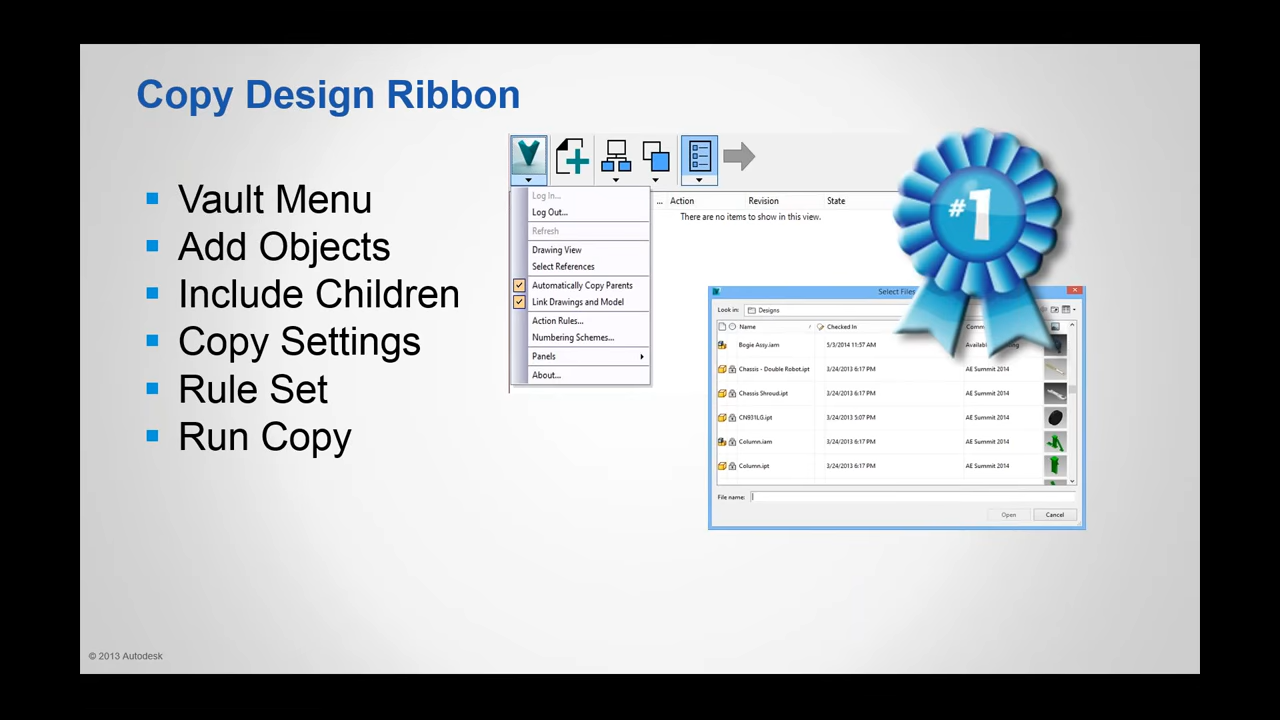 Copy Design Ribbon
Vault Menu
Add Objects
Include Children
Copy Settings
Rule Set
Run Copy
Log In...
Log Out...
Refresh
Drawing View
Select References
Automatically Copy Parents
Link Drawings and Model
Action Rules...
Numbering Schemes...
Panels
About...
... Action Revision State
There are no items to show in this view.
#1
Select Files
Look in: Designs
Name Checked In Comm
Bogie Assy.iam 5/3/2014 11:57 AM
Chassis - Double Robot.ipt 3/24/2013 6:17 PM AE Summit 2014
Chassis Shroud.ipt 3/24/2013 6:17 PM AE Summit 2014
CN931LG.ipt 3/24/2013 5:07 PM AE Summit 2014
Column.iam 3/24/2013 6:17 PM AE Summit 2014
Column.ipt 3/24/2013 6:17 PM AE Summit 2014
File name:
Open Cancel
© 2013 Autodesk